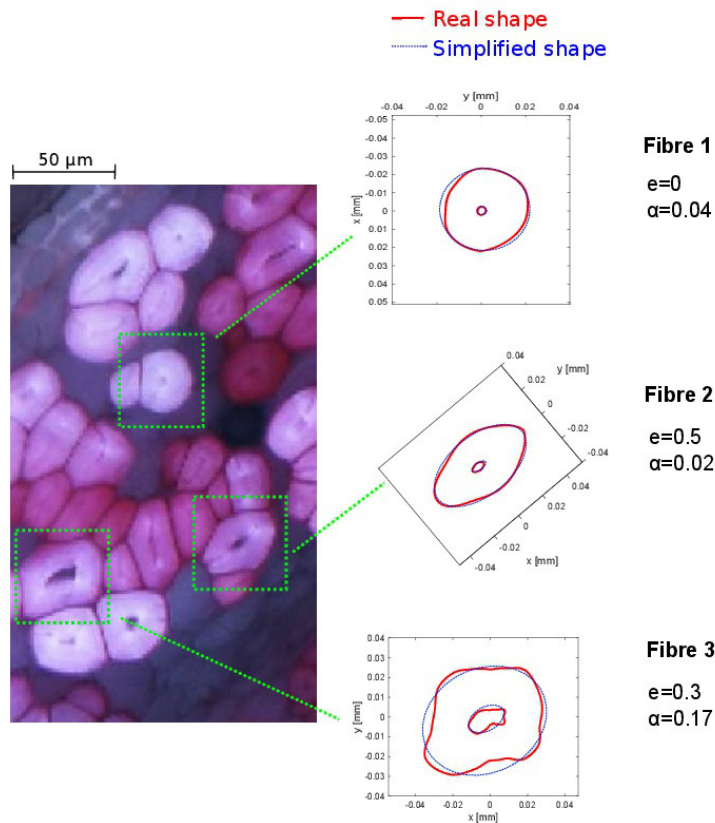 Real shape
Simplified shape
50 µm
y [mm]
-0.04 -0.02 0 0.02 0.04
-0.05
-0.04
-0.03
-0.02
-0.01
0
0.01
0.02
0.03
0.04
0.05
x [mm]
Fibre 1
e=0
α=0.04
0.04
0.02
0
-0.02
-0.04
y [mm]
0.04
0.02
0
-0.02
-0.04
x [mm]
Fibre 2
e=0.5
α=0.02
0.04
0.03
0.02
0.01
0
-0.01
-0.02
-0.03
-0.04
y [mm]
-0.04 -0.02 0 0.02 0.04
x [mm]
Fibre 3
e=0.3
α=0.17